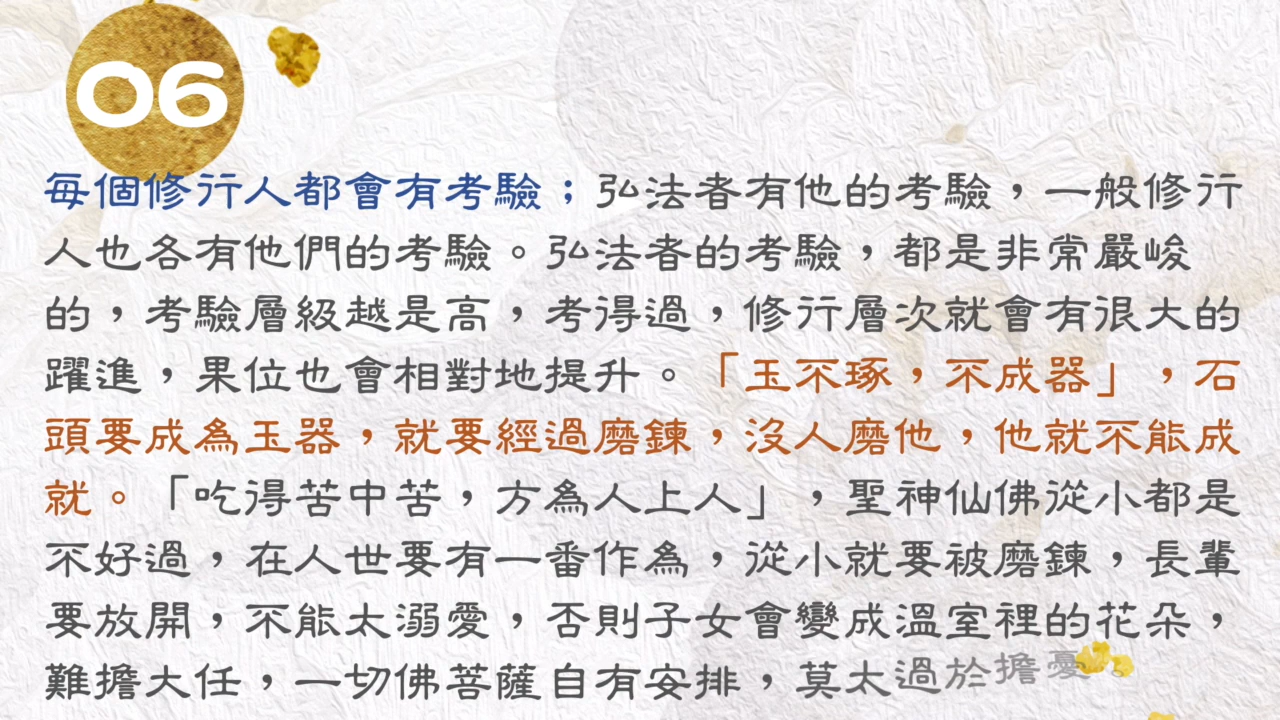 06
每個修行人都會有考驗；弘法者有他的考驗，一般修行
人也各有他們的考驗。弘法者的考驗，都是非常嚴峻
的，考驗層級越是高，考得過，修行層次就會有很大的
躍進，果位也會相對地提升。「玉不琢，不成器」，石
頭要成為玉器，就要經過磨鍊，沒人磨他，他就不能成
就。「吃得苦中苦，方為人上人」，聖神仙佛從小都是
不好過，在人世要有一番作為，從小就要被磨鍊，長輩
要放開，不能太溺愛，否則子女會變成溫室裡的花朵，
難擔大任，一切佛菩薩自有安排，莫太過於擔憂。